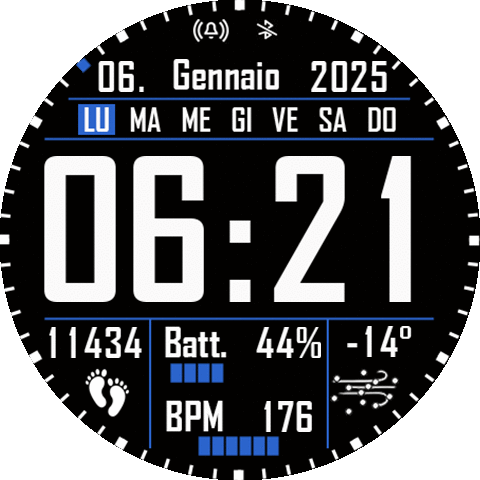 06. Gennaio 2025
LU MA ME GI VE SA DO
06:21
11434 Batt. 44% -14°
BPM 176